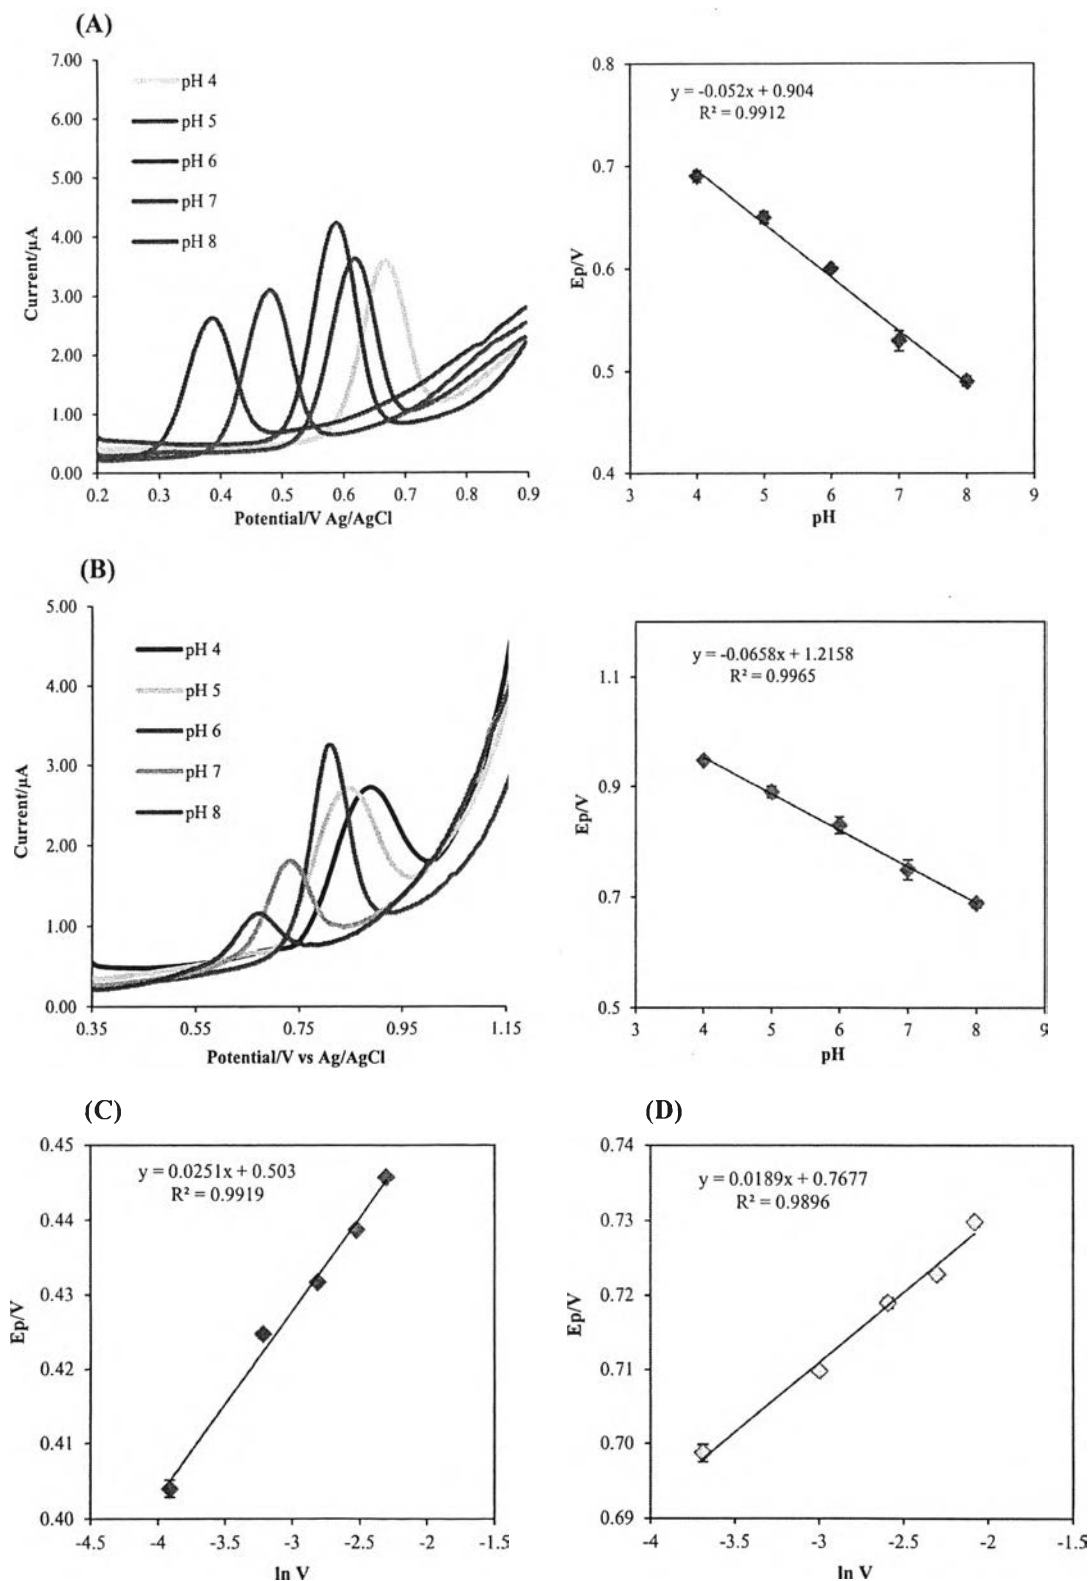 (A)
7.00
6.00
5.00
4.00
3.00
2.00
1.00
0.00
Current/µA
pH 4
pH 5
pH 6
pH 7
pH 8
0.2 0.3 0.4 0.5 0.6 0.7 0.8 0.9
Potential/V Ag/AgCl
0.8
0.7
0.6
0.5
0.4
Ep/V
y = -0.052x + 0.904
R² = 0.9912
3 4 5 6 7 8 9
pH
(B)
5.00
4.00
3.00
2.00
1.00
0.00
Current/µA
pH 4
pH 5
pH 6
pH 7
pH 8
0.35 0.55 0.75 0.95 1.15
Potential/V vs Ag/AgCl
1.1
0.9
0.7
0.5
Ep/V
y = -0.0658x + 1.2158
R² = 0.9965
3 4 5 6 7 8 9
pH
(C)
0.45
0.44
0.43
0.42
0.41
0.40
Ep/V
y = 0.0251x + 0.503
R² = 0.9919
-4.5 -4 -3.5 -3 -2.5 -2 -1.5
ln V
(D)
0.74
0.73
0.72
0.71
0.70
0.69
Ep/V
y = 0.0189x + 0.7677
R² = 0.9896
-4 -3 -2 -1.5
ln V